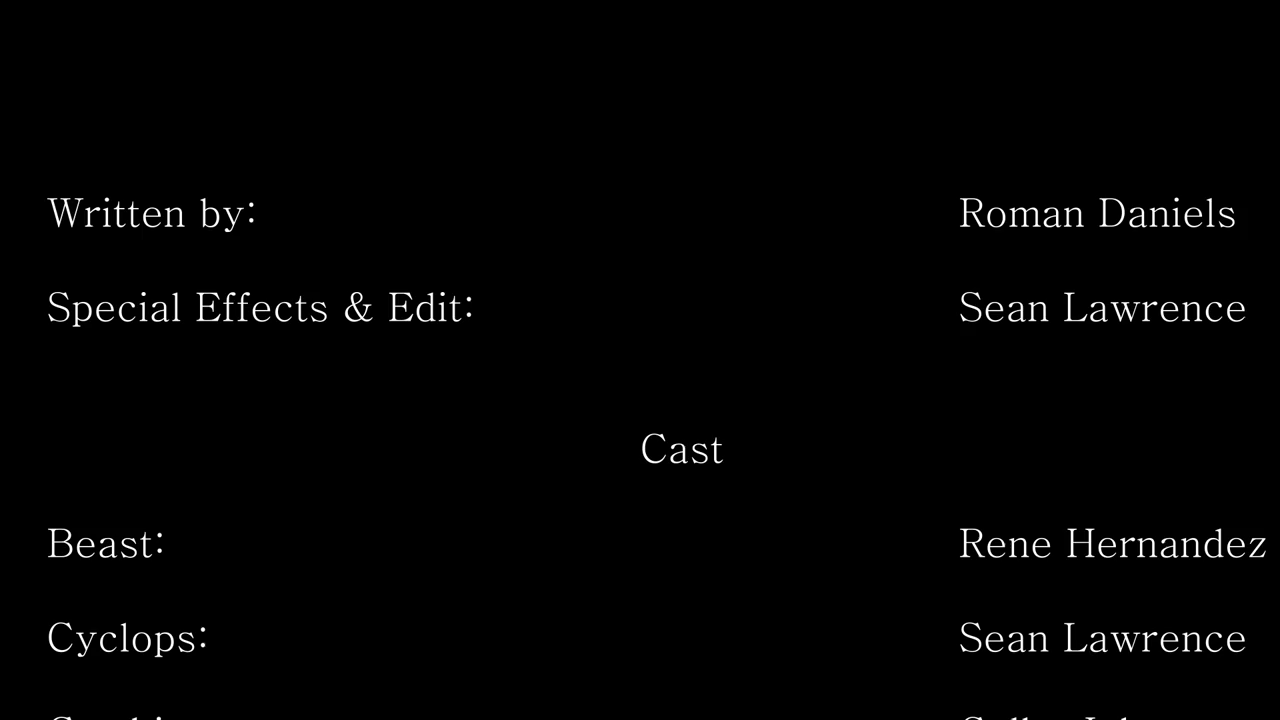 Written by: Roman Daniels
Special Effects & Edit: Sean Lawrence
Cast
Beast: Rene Hernandez
Cyclops: Sean Lawrence